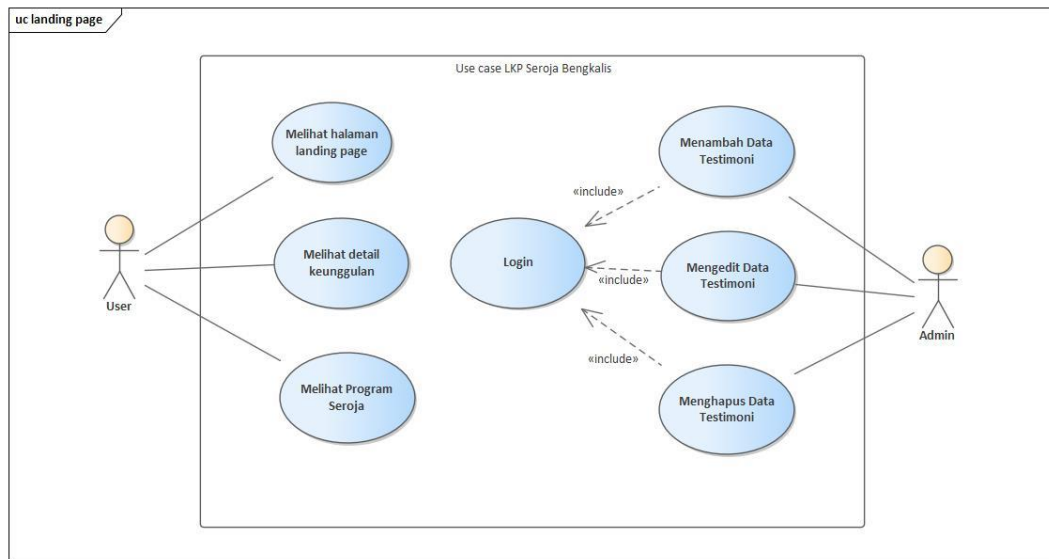 uc landing page
Use case LKP Seroja Bengkalis
Melihat halaman
landing page
Melihat detail
keunggulan
Melihat Program
Seroja
User
Login
«include»
«include»
«include»
Menambah Data
Testimoni
Mengedit Data
Testimoni
Menghapus Data
Testimoni
Admin